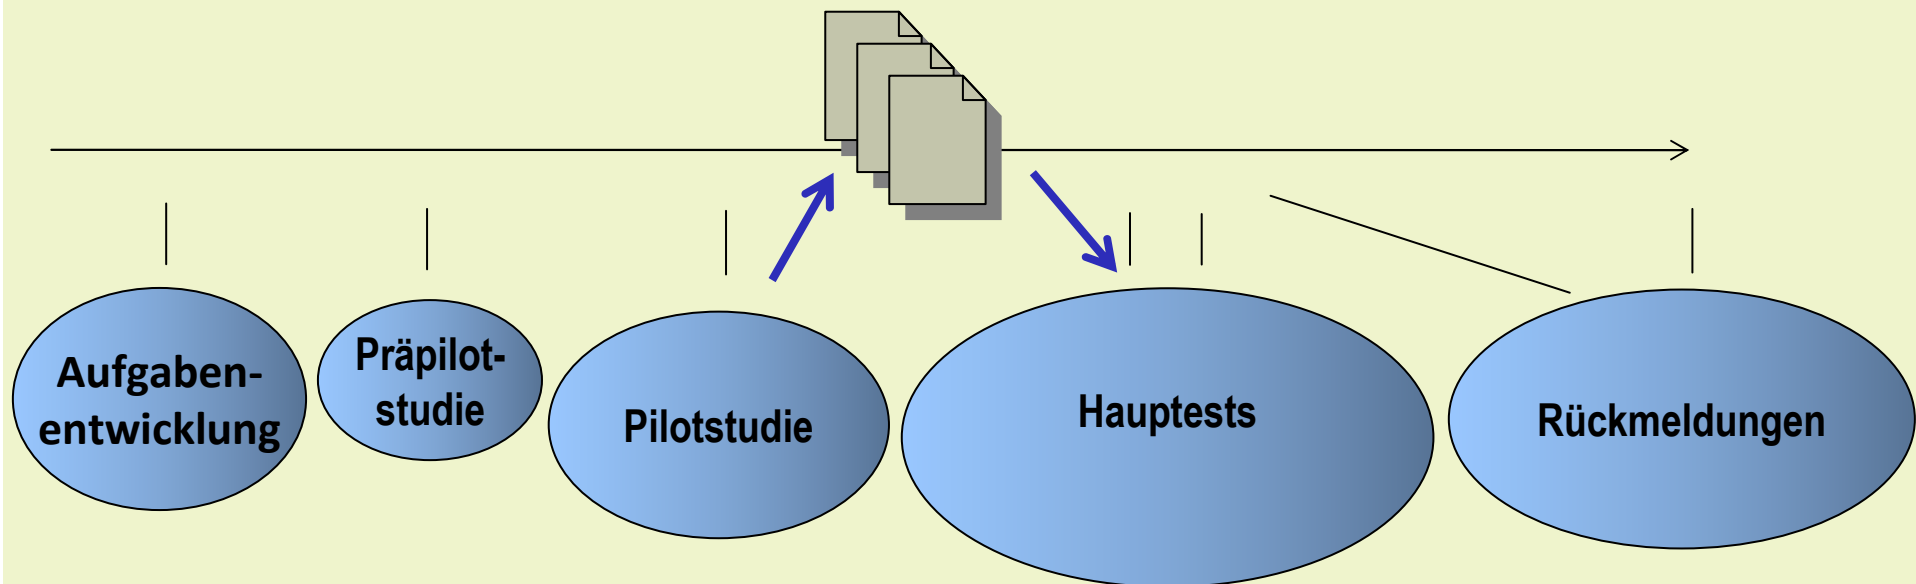 Aufgaben-
entwicklung
Präpilot-
studie
Pilotstudie
Hauptests
Rückmeldungen